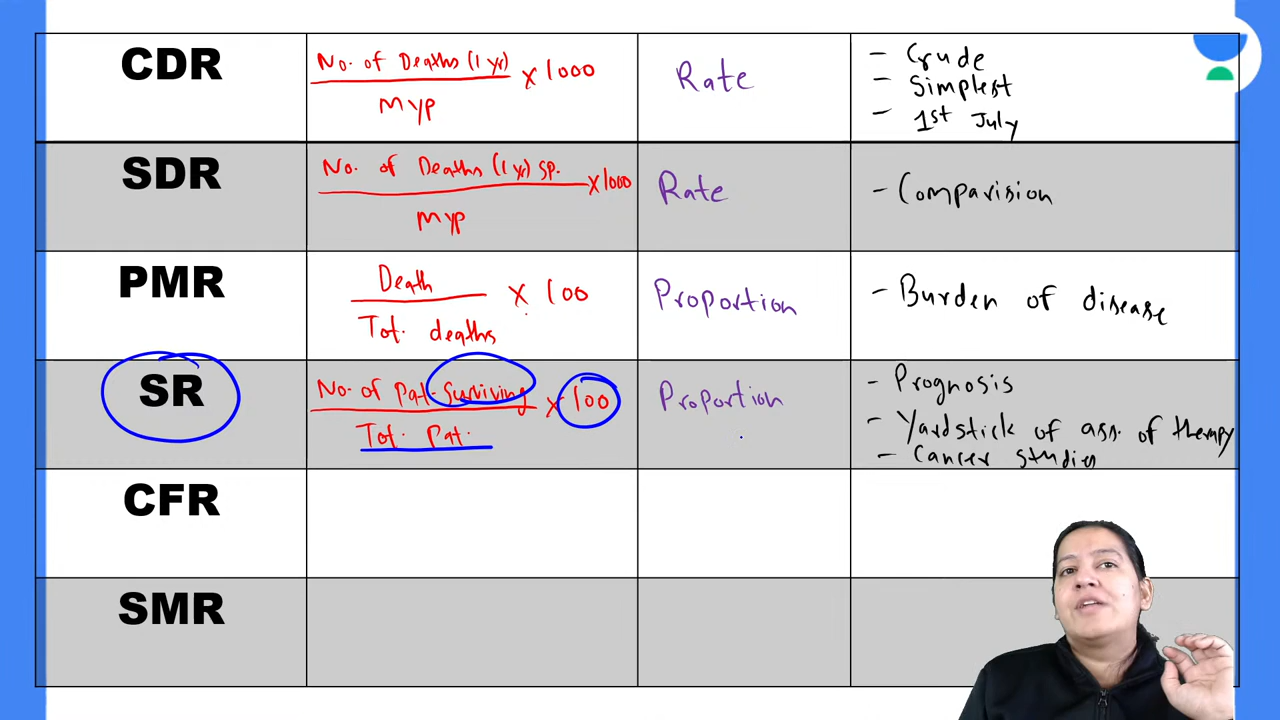 CDR
No. of Deaths (1 yr)
x 1000
MYP
Rate
- Crude
- Simplest
- 1st July
SDR
No. of Deaths (1 yr) sp.
x 1000
MYP
Rate
- Comparision
PMR
Death
x 100
Tot. deaths
Proportion
- Burden of disease
SR
No. of Pat. Surviving
x 100
Tot. Pat.
Proportion
- Prognosis
- Yardstick of ass. of therapy
- Cancer studies
CFR
SMR